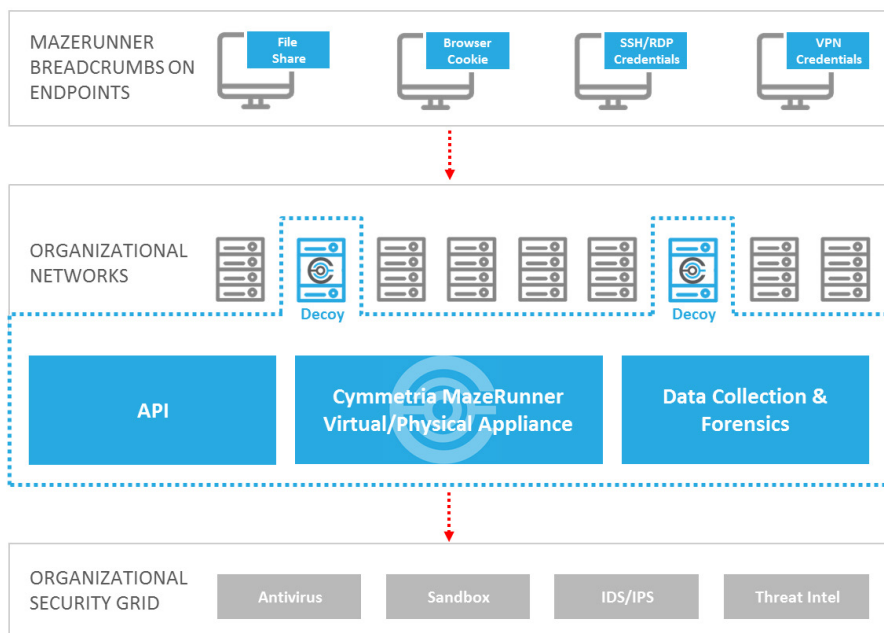 MAZERUNNER
BREADCRUMBS ON
ENDPOINTS
File
Share
Browser
Cookie
SSH/RDP
Credentials
VPN
Credentials
ORGANIZATIONAL
NETWORKS
Decoy
Decoy
API
Cymmetria MazeRunner
Virtual/Physical Appliance
Data Collection &
Forensics
ORGANIZATIONAL
SECURITY GRID
Antivirus
Sandbox
IDS/IPS
Threat Intel